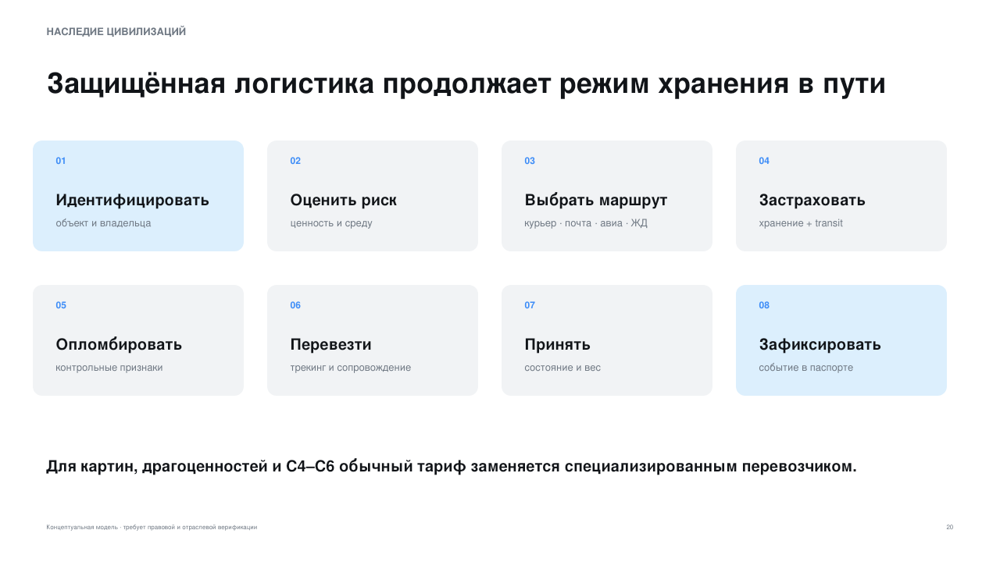 НАСЛЕДИЕ ЦИВИЛИЗАЦИЙ
Защищённая логистика продолжает режим хранения в пути
01
Идентифицировать
объект и владельца
02
Оценить риск
ценность и среду
03
Выбрать маршрут
курьер · почта · авиа · ЖД
04
Застраховать
хранение + transit
05
Опломбировать
контрольные признаки
06
Перевезти
трекинг и сопровождение
07
Принять
состояние и вес
08
Зафиксировать
событие в паспорте
Для картин, драгоценностей и C4–C6 обычный тариф заменяется специализированным перевозчиком.
Концептуальная модель · требует правовой и отраслевой верификации
20